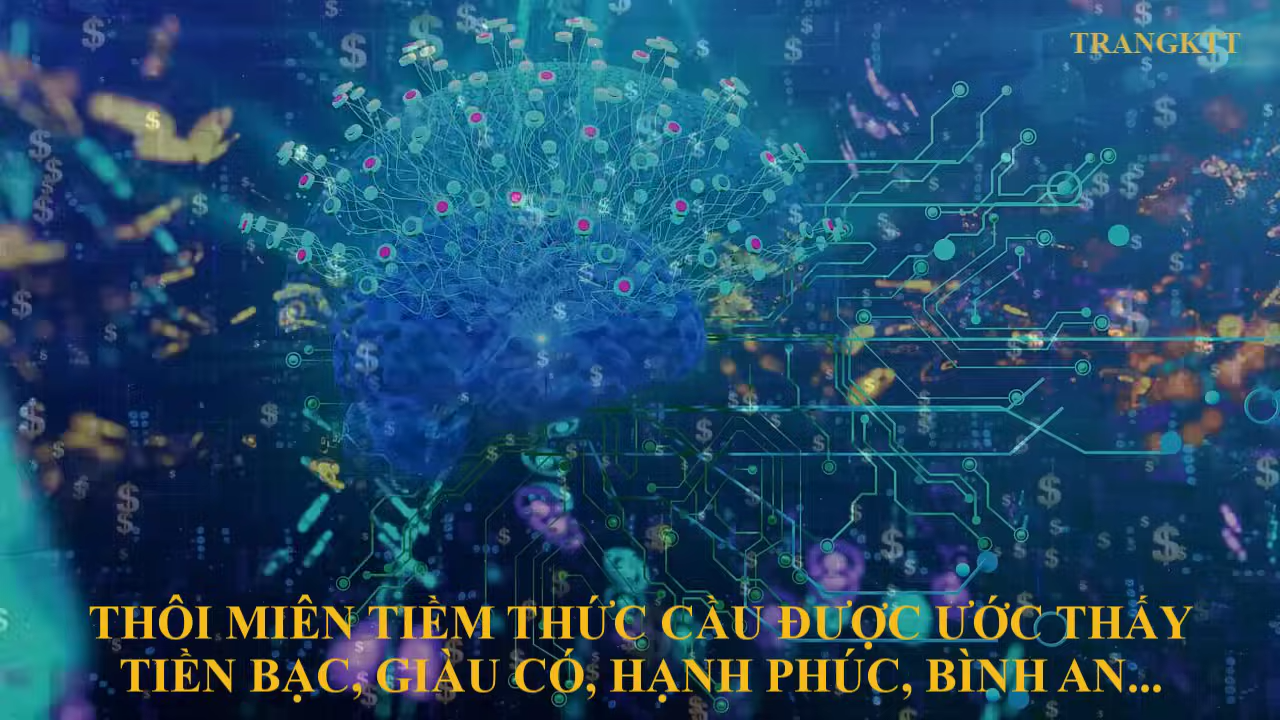 TRANGKTT
THÔI MIÊN TIỀM THỨC CẦU ĐƯỢC ƯỚC THẤY
TIỀN BẠC, GIÀU CÓ, HẠNH PHÚC, BÌNH AN...